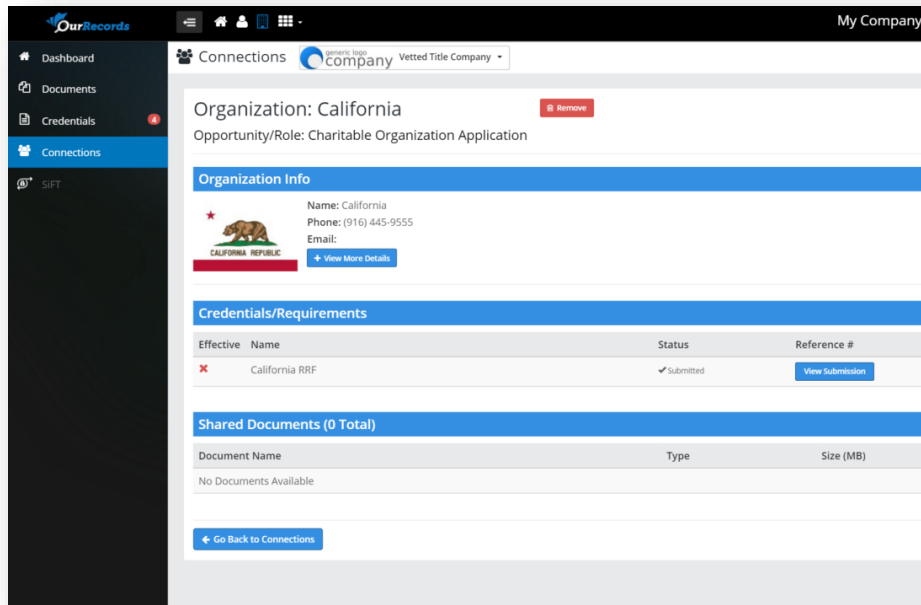 OurRecords
My Company
Dashboard
Documents
Credentials 4
Connections
SiFT
Connections
generic logo
company
Vetted Title Company
Organization: California
Remove
Opportunity/Role: Charitable Organization Application
Organization Info
CALIFORNIA REPUBLIC
Name: California
Phone: (916) 445-9555
Email:
+ View More Details
Credentials/Requirements
Effective Name Status Reference #
California RRF Submitted View Submission
Shared Documents (0 Total)
Document Name Type Size (MB)
No Documents Available
Go Back to Connections